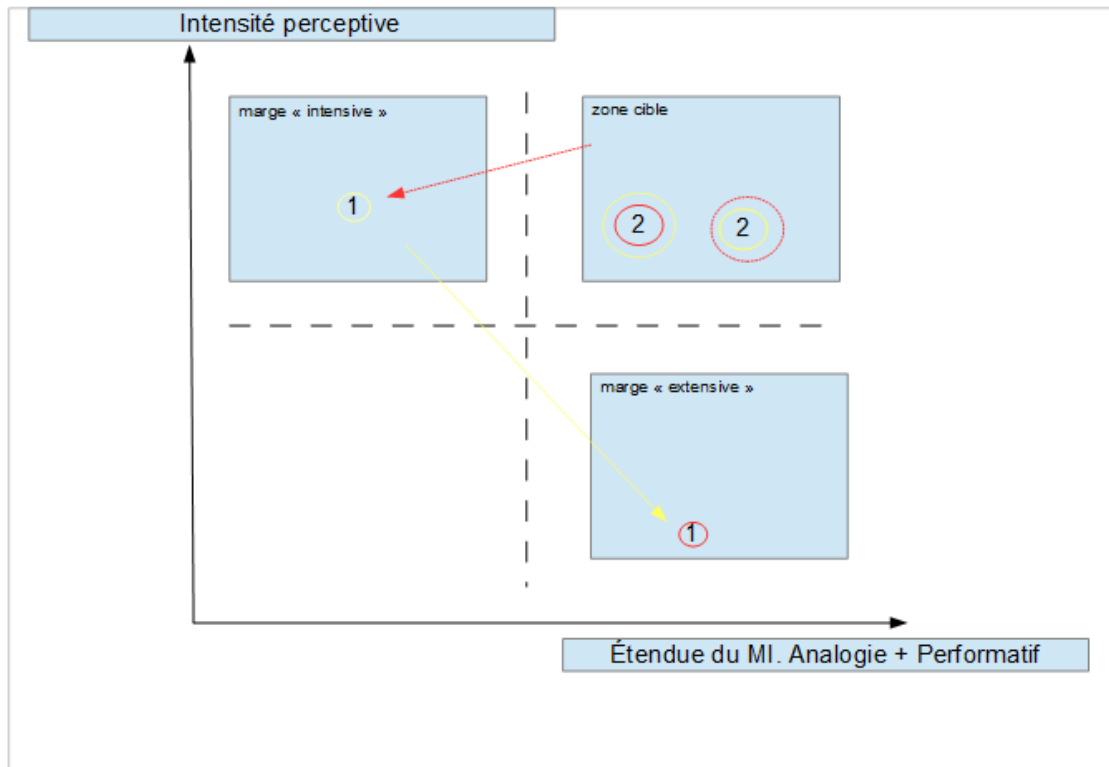 Intensité perceptive
marge « intensive »
zone cible
1
2
2
marge « extensive »
1
Étendue du MI. Analogie + Performatif